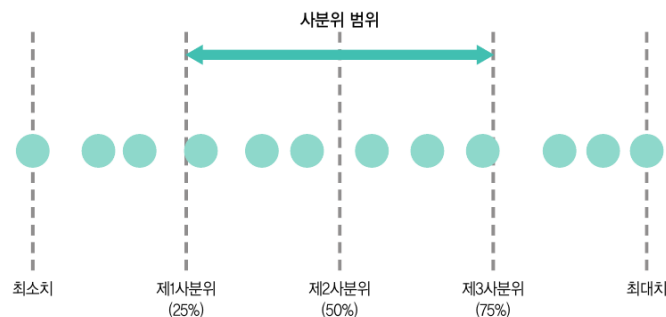 사분위 범위
최소치
제1사분위
(25%)
제2사분위
(50%)
제3사분위
(75%)
최대치